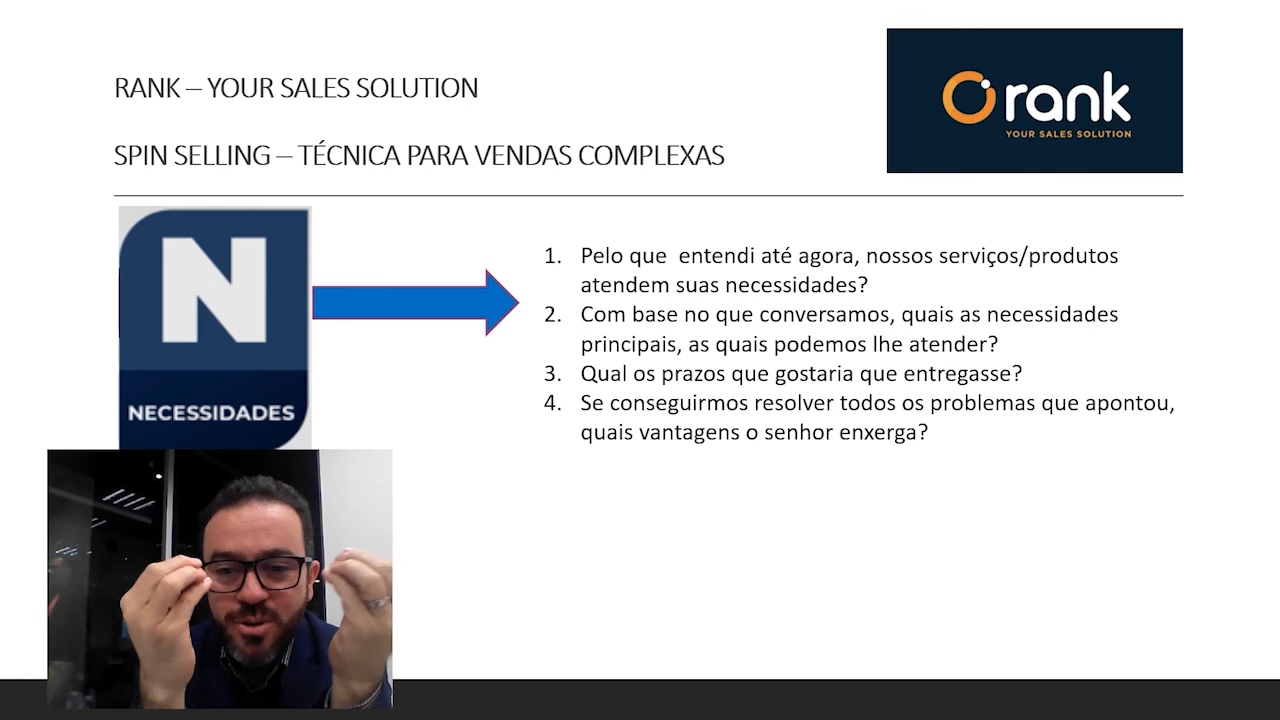 RANK – YOUR SALES SOLUTION
rank
YOUR SALES SOLUTION
SPIN SELLING – TÉCNICA PARA VENDAS COMPLEXAS
N
NECESSIDADES
1. Pelo que  entendi até agora, nossos serviços/produtos
atendem suas necessidades?
2. Com base no que conversamos, quais as necessidades
principais, as quais podemos lhe atender?
3. Qual os prazos que gostaria que entregasse?
4. Se conseguirmos resolver todos os problemas que apontou,
quais vantagens o senhor enxerga?